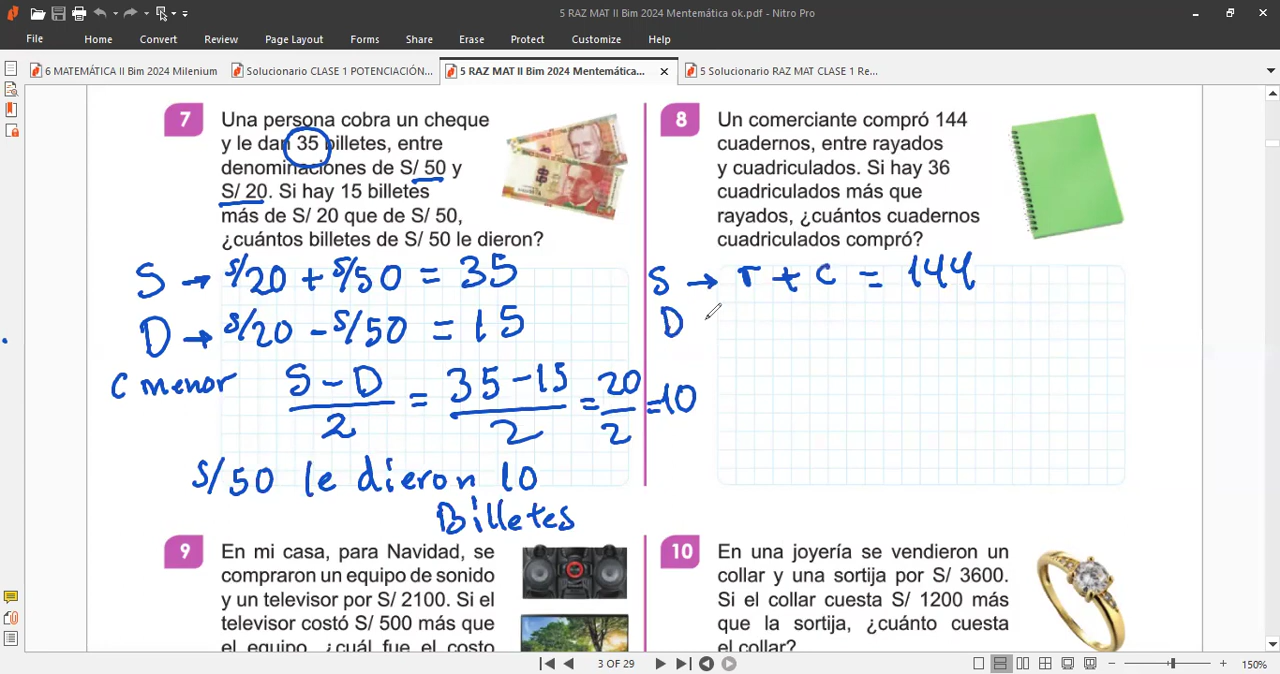 5 RAZ MAT II Bim 2024 Mentemática ok.pdf - Nitro Pro
File Home Convert Review Page Layout Forms Share Erase Protect Customize Help
6 MATEMÁTICA II Bim 2024 Milenium
Solucionario CLASE 1 POTENCIACIÓN...
5 RAZ MAT II Bim 2024 Mentemática...
5 Solucionario RAZ MAT CLASE 1 Re...
7
Una persona cobra un cheque
y le dan 35 billetes, entre
denominaciones de S/ 50 y
S/ 20. Si hay 15 billetes
más de S/ 20 que de S/ 50,
¿cuántos billetes de S/ 50 le dieron?
S → S/20 + S/50 = 35
D → S/20 - S/50 = 15
C menor S - D / 2 = 35 - 15 / 2 = 20 / 2 = 10
S/50 le dieron 10
Billetes
8
Un comerciante compró 144
cuadernos, entre rayados
y cuadriculados. Si hay 36
cuadriculados más que
rayados, ¿cuántos cuadernos
cuadriculados compró?
S → r + c = 144
D
9
En mi casa, para Navidad, se
compraron un equipo de sonido
y un televisor por S/ 2100. Si el
televisor costó S/ 500 más que
el equipo, ¿cuál fue el costo
10
En una joyería se vendieron un
collar y una sortija por S/ 3600.
Si el collar cuesta S/ 1200 más
que la sortija, ¿cuánto cuesta
el collar?
3 OF 29
150%